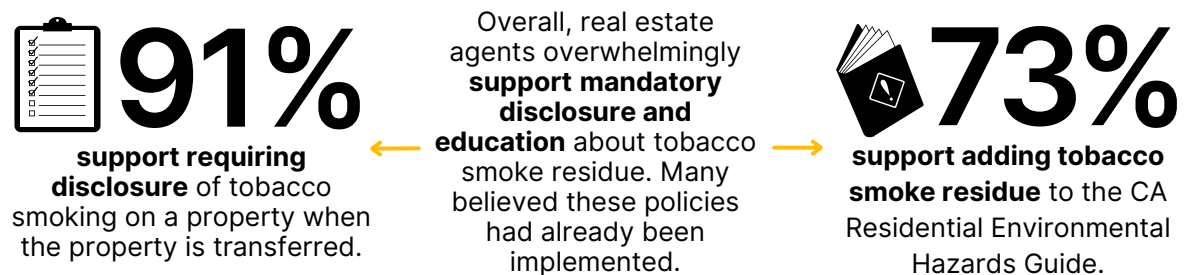 91%
support requiring
disclosure of tobacco
smoking on a property when
the property is transferred.
Overall, real estate
agents overwhelmingly
support mandatory
disclosure and
education about tobacco
smoke residue. Many
believed these policies
had already been
implemented.
73%
support adding tobacco
smoke residue to the CA
Residential Environmental
Hazards Guide.